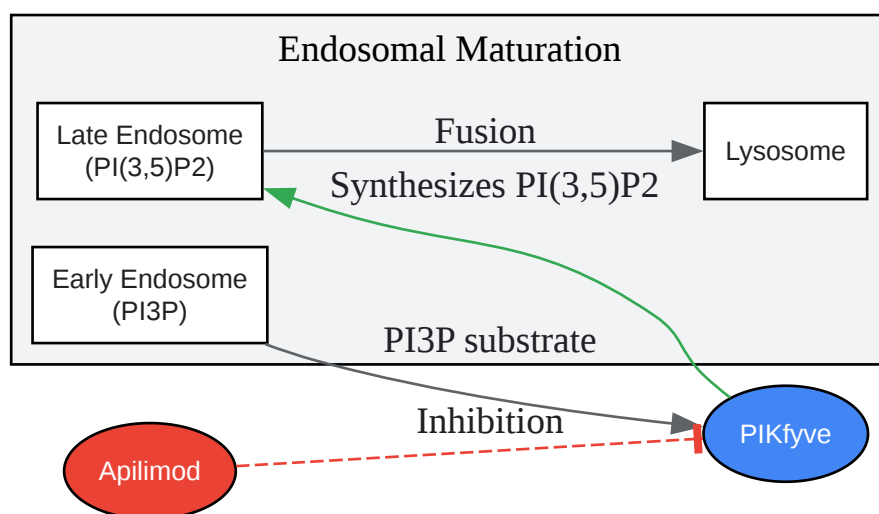 Endosomal Maturation
Late Endosome
(PI(3,5)P2)
Fusion
Lysosome
Synthesizes PI(3,5)P2
Early Endosome
(PI3P)
PI3P substrate
Inhibition
PIKfyve
Apilimod